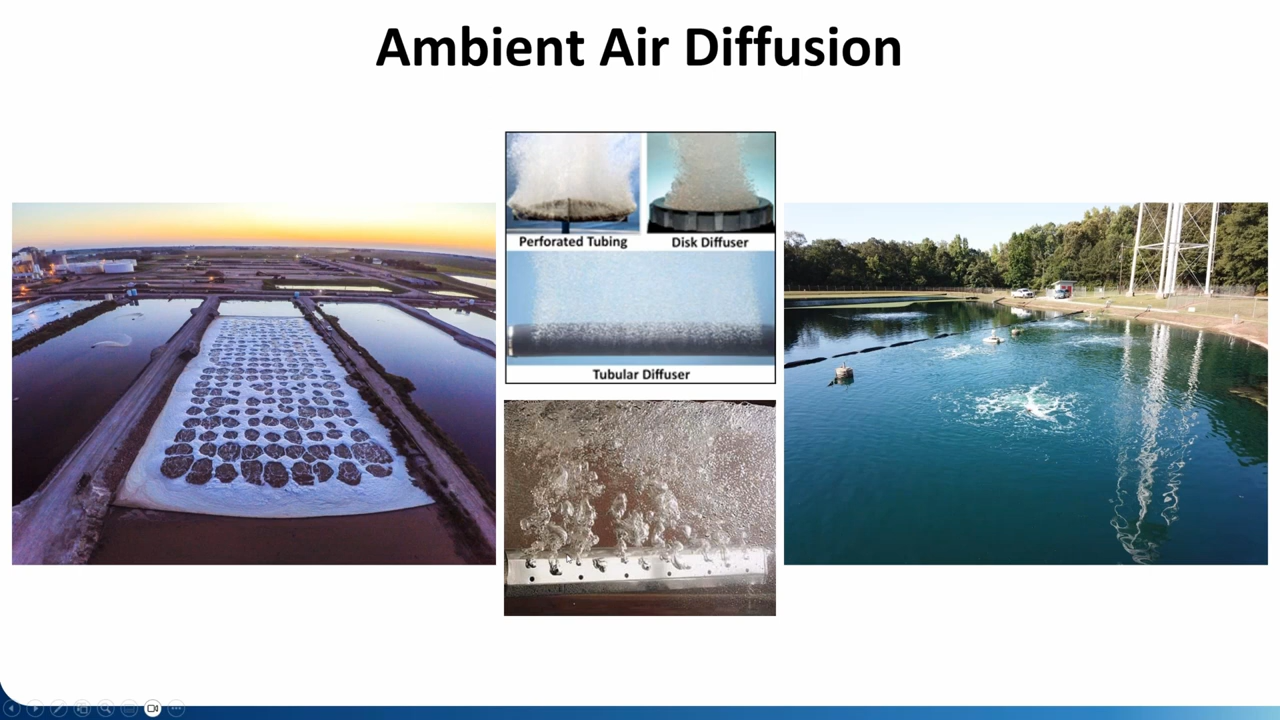 Ambient Air Diffusion
Perforated Tubing
Disk Diffuser
Tubular Diffuser